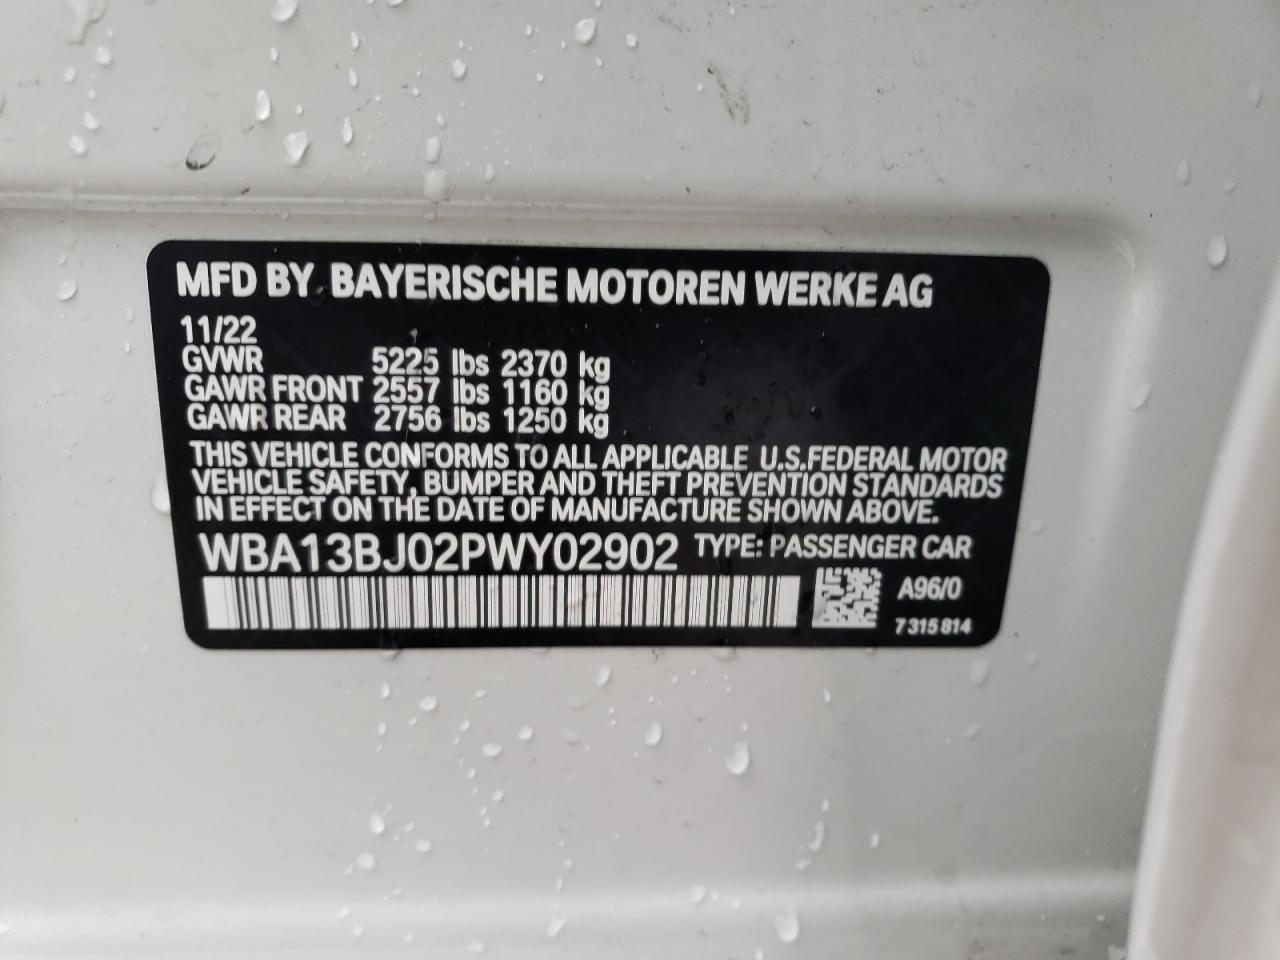 MFD BY BAYERISCHE MOTOREN WERKE AG
11/22
GVWR 5225 lbs 2370 kg
GAWR FRONT 2557 lbs 1160 kg
GAWR REAR 2756 lbs 1250 kg
THIS VEHICLE CONFORMS TO ALL APPLICABLE U.S.FEDERAL MOTOR
VEHICLE SAFETY, BUMPER AND THEFT PREVENTION STANDARDS
IN EFFECT ON THE DATE OF MANUFACTURE SHOWN ABOVE.
WBA13BJ02PWY02902 TYPE: PASSENGER CAR
A96/0
7 315 814